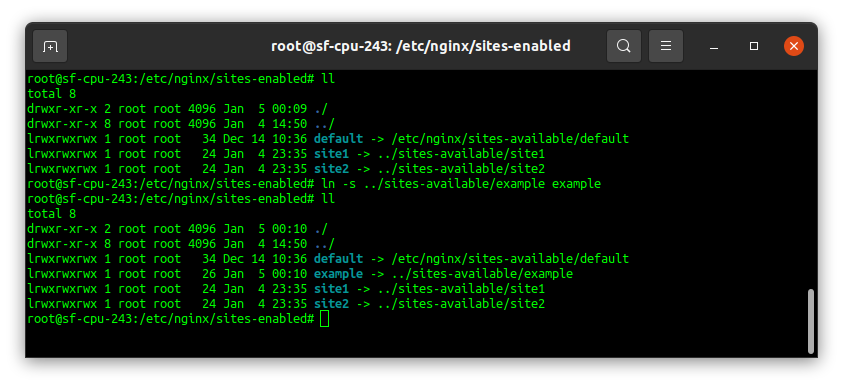 root@sf-cpu-243: /etc/nginx/sites-enabled
root@sf-cpu-243:/etc/nginx/sites-enabled# ll
total 8
drwxr-xr-x 2 root root 4096 Jan  5 00:09 ./
drwxr-xr-x 8 root root 4096 Jan  4 14:50 ../
lrwxrwxrwx 1 root root   34 Dec 14 10:36 default -> /etc/nginx/sites-available/default
lrwxrwxrwx 1 root root   24 Jan  4 23:35 site1 -> ../sites-available/site1
lrwxrwxrwx 1 root root   24 Jan  4 23:35 site2 -> ../sites-available/site2
root@sf-cpu-243:/etc/nginx/sites-enabled# ln -s ../sites-available/example example
root@sf-cpu-243:/etc/nginx/sites-enabled# ll
total 8
drwxr-xr-x 2 root root 4096 Jan  5 00:10 ./
drwxr-xr-x 8 root root 4096 Jan  4 14:50 ../
lrwxrwxrwx 1 root root   34 Dec 14 10:36 default -> /etc/nginx/sites-available/default
lrwxrwxrwx 1 root root   26 Jan  5 00:10 example -> ../sites-available/example
lrwxrwxrwx 1 root root   24 Jan  4 23:35 site1 -> ../sites-available/site1
lrwxrwxrwx 1 root root   24 Jan  4 23:35 site2 -> ../sites-available/site2
root@sf-cpu-243:/etc/nginx/sites-enabled#